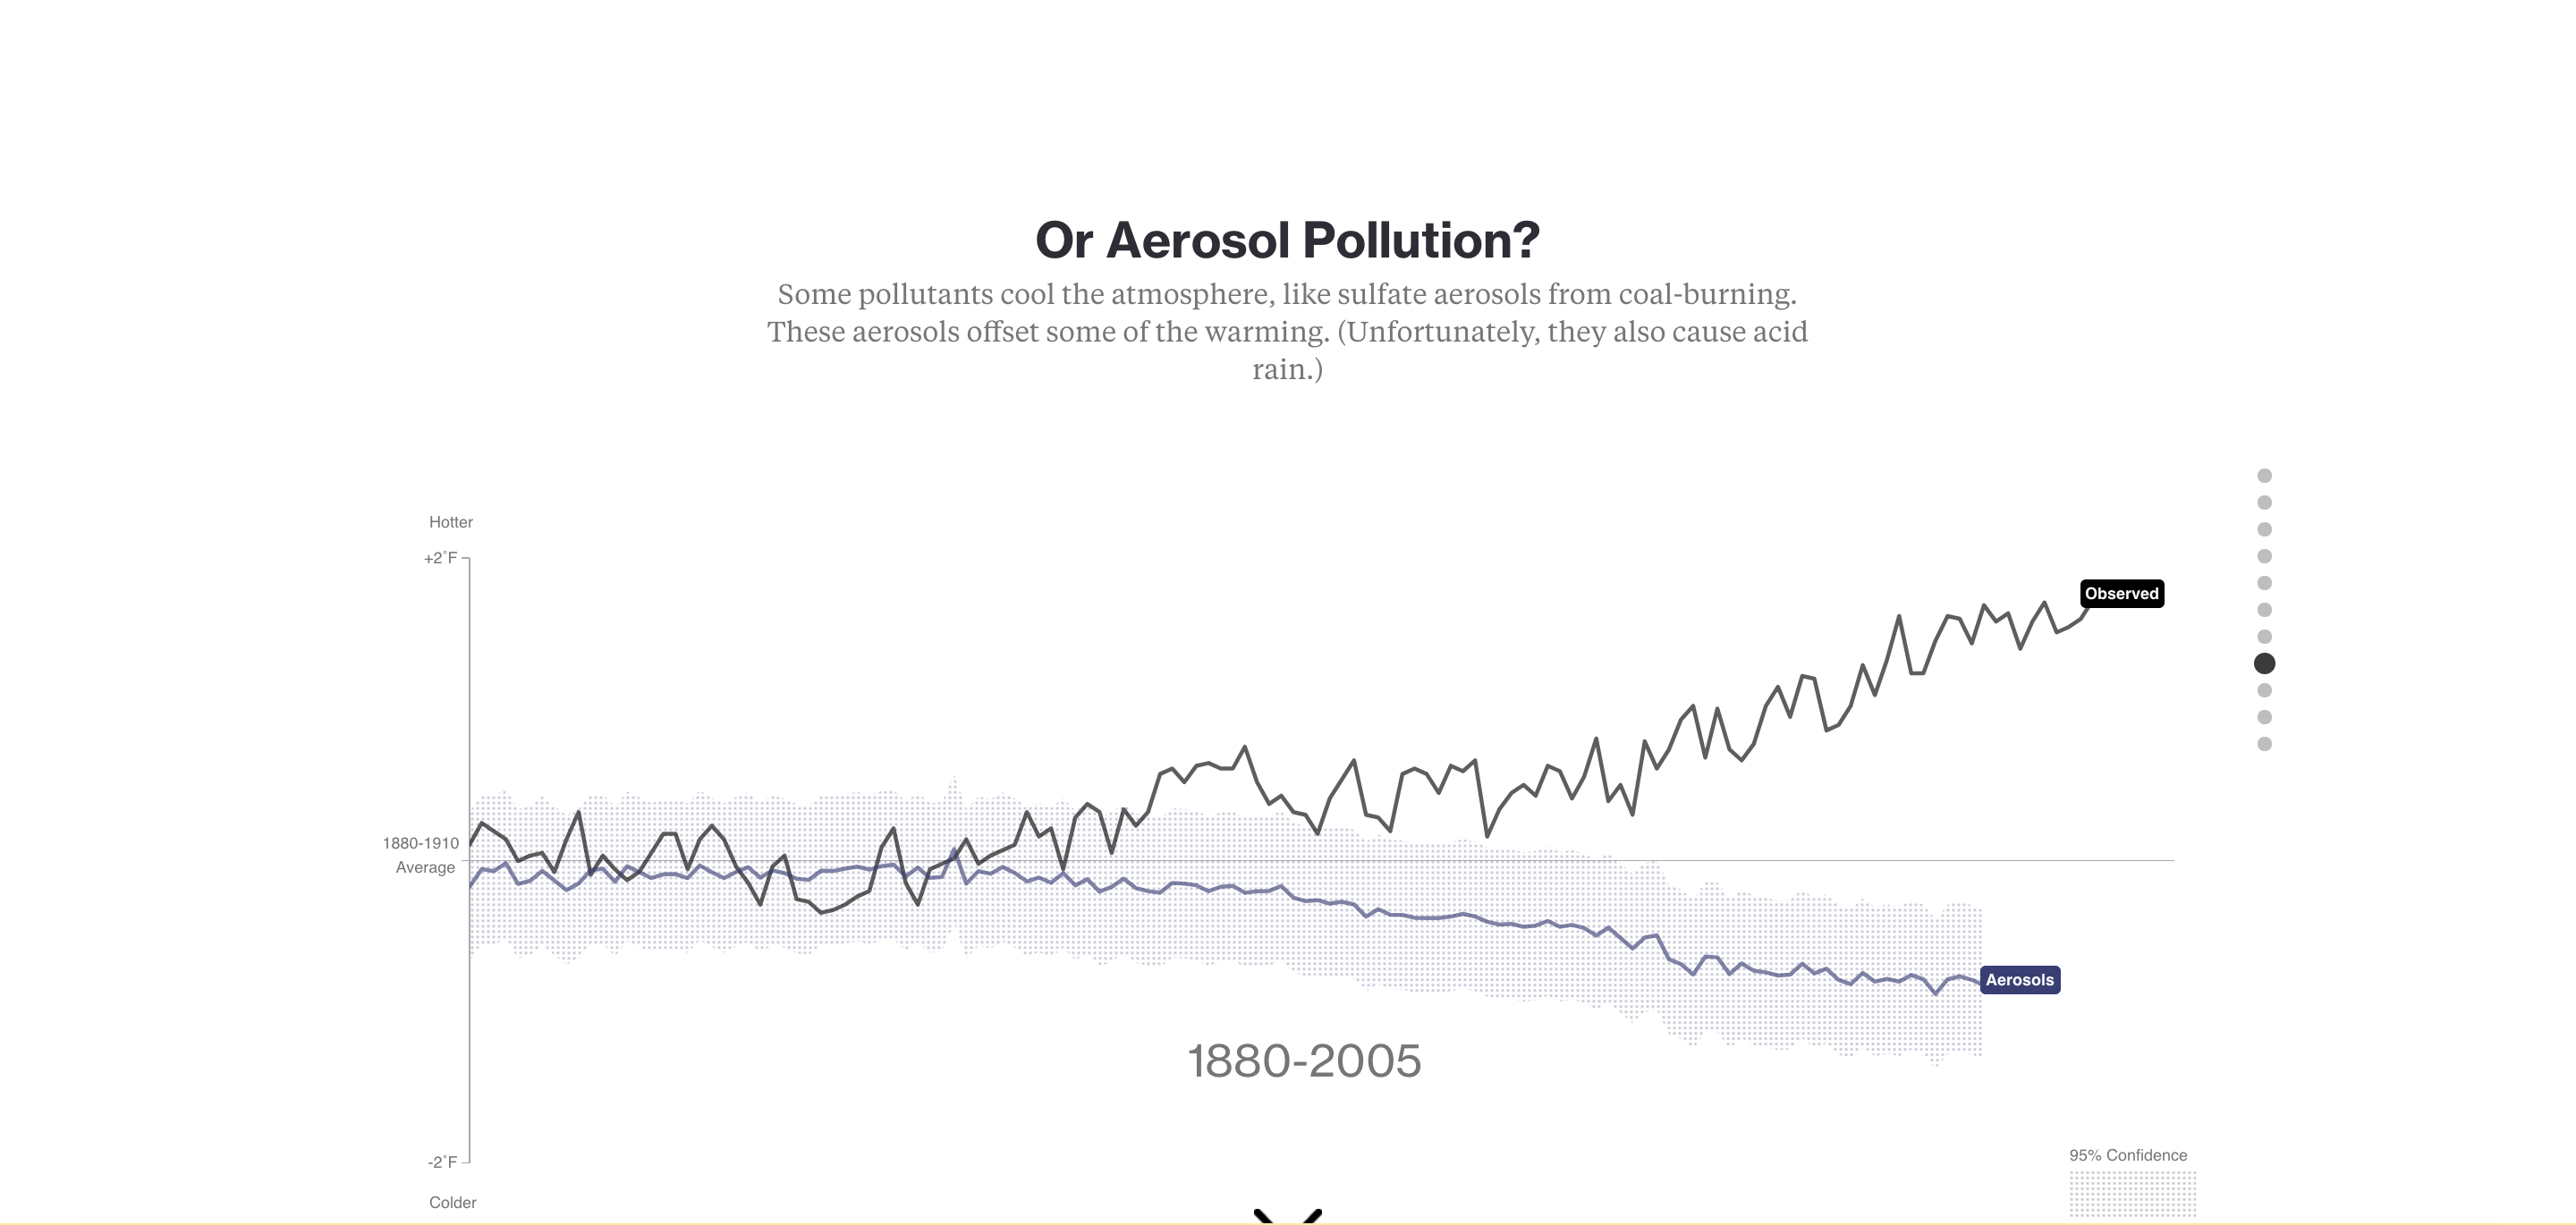 Or Aerosol Pollution?
Some pollutants cool the atmosphere, like sulfate aerosols from coal-burning.
These aerosols offset some of the warming. (Unfortunately, they also cause acid
rain.)
Hotter
+2°F
Observed
1880-1910
Average
Aerosols
1880-2005
-2°F
95% Confidence
Colder